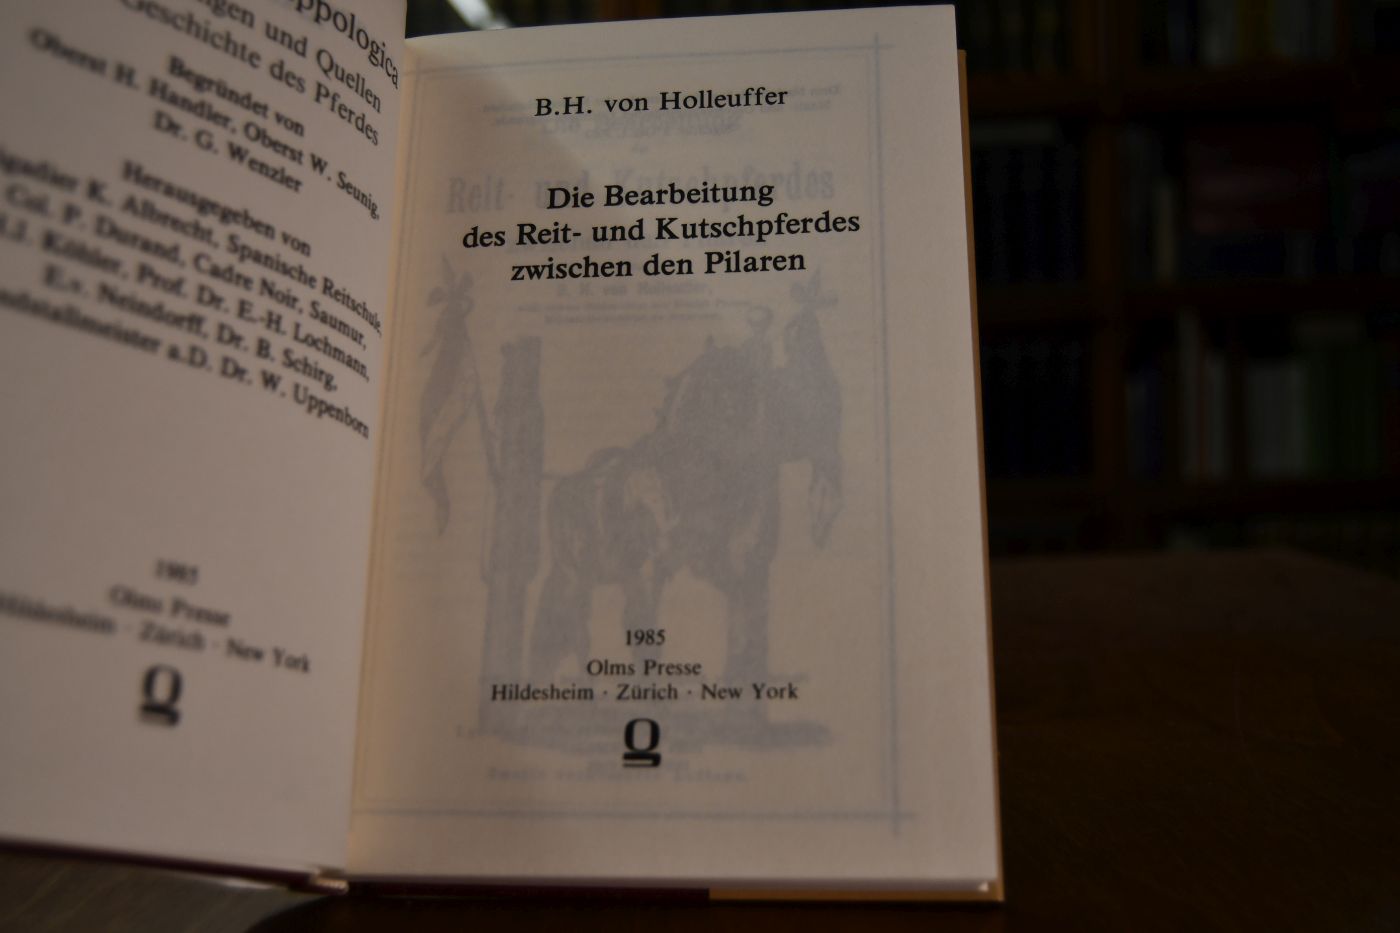 ppologica
ngen und Quellen
Geschichte des Pferdes
Begründet von
Oberst H. Handler, Oberst W. Seunig,
Dr. G. Wenzler
Herausgegeben von
gadier K. Albrecht, Spanische Reitschule,
Col. P. Durand, Cadre Noir, Saumur,
H.J. Köhler, Prof. Dr. E.-H. Lochmann,
E.v. Neindorff, Dr. B. Schirg,
ndstallmeister a.D. Dr. W. Uppenborn
1985
Olms Presse
Hildesheim · Zürich · New York
B.H. von Holleuffer
Die Bearbeitung
des Reit- und Kutschpferdes
zwischen den Pilaren
1985
Olms Presse
Hildesheim · Zürich · New York